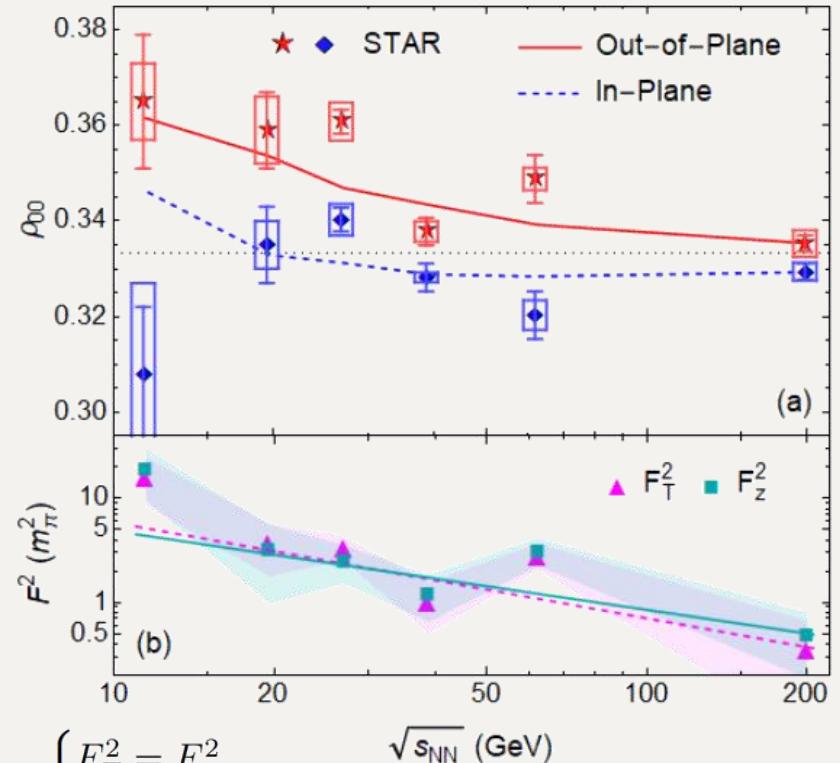 0.38
0.36
0.34
0.32
0.30
ρ₀₀
STAR
Out-of-Plane
In-Plane
(a)
10
5
1
0.5
F² (m²π)
F²T
F²z
(b)
10 20 50 100 200
√sNN (GeV)